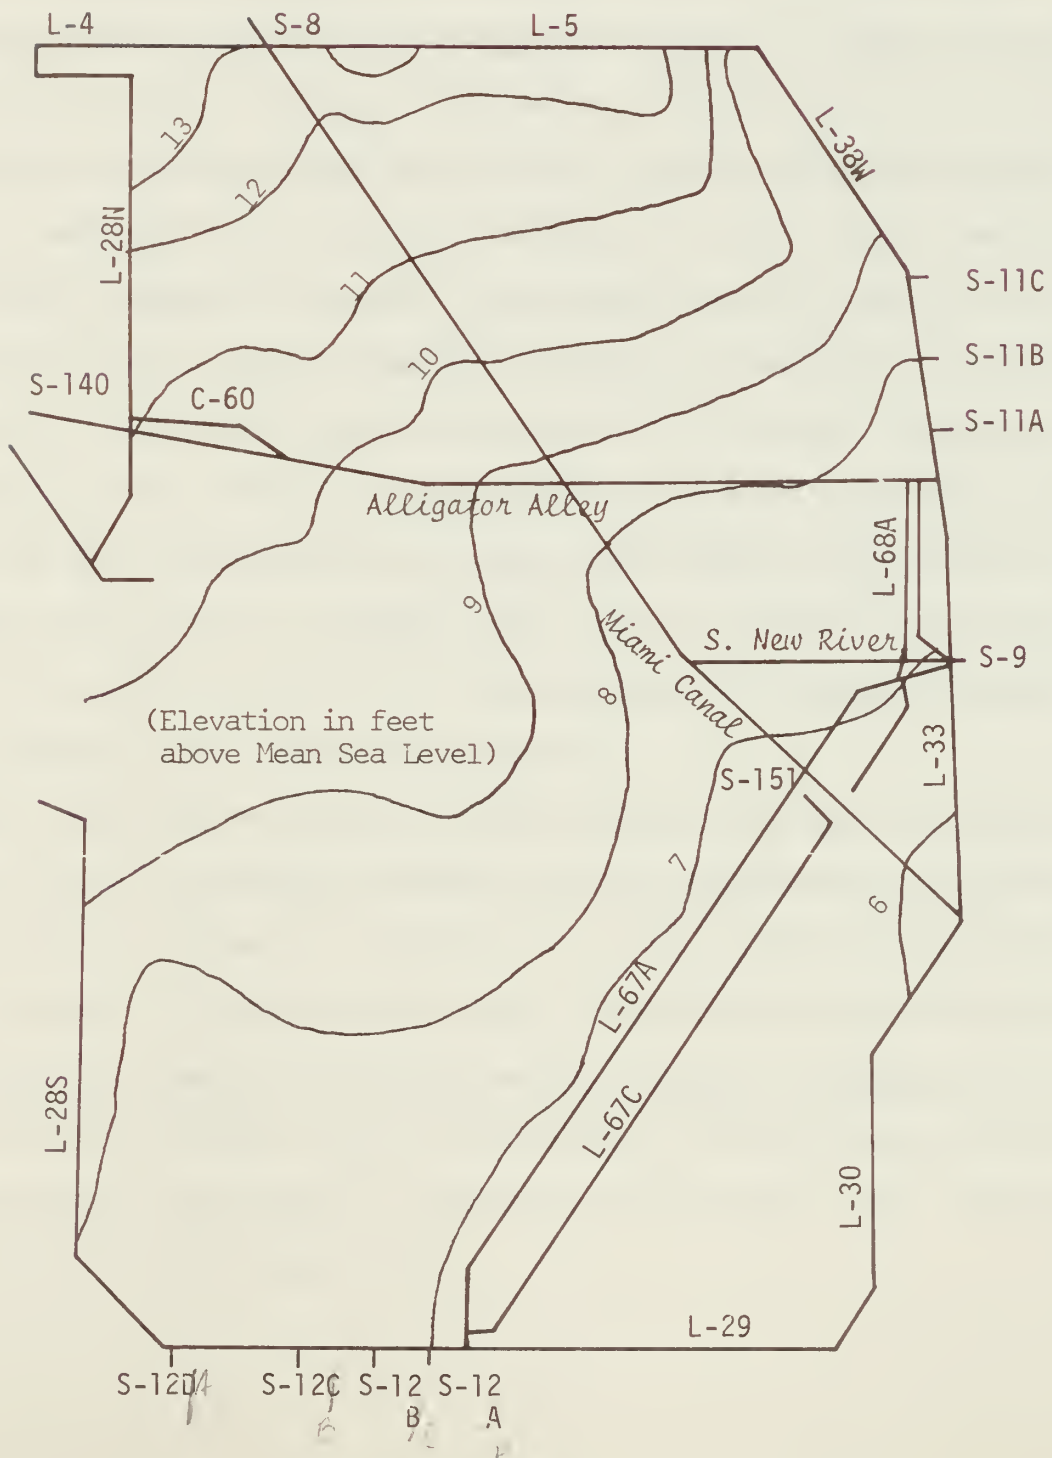 L-4 S-8 L-5
13
L-38W
12
L-28N
11
S-11C
10
S-11B
S-140
C-60
S-11A
Alligator Alley
L-68A
9
Miami Canal
S. New River
S-9
8
(Elevation in feet
above Mean Sea Level)
L-33
S-151
7
6
L-67A
L-28S
L-67C
L-30
L-29
S-12D
S-12C
S-12
B
S-12
A